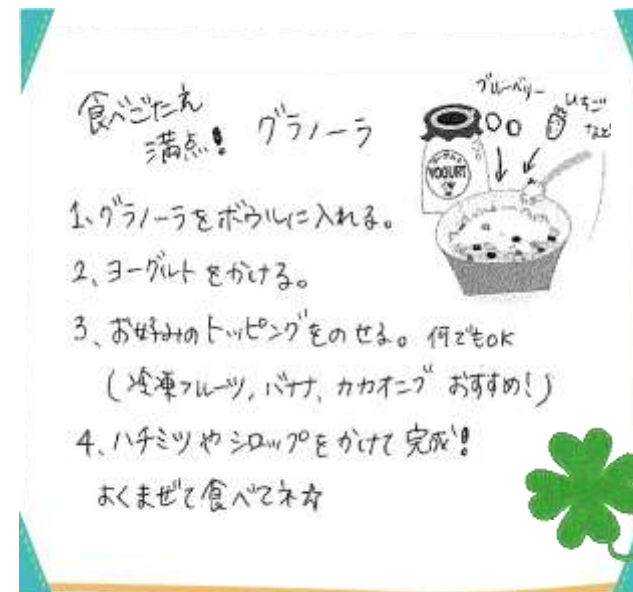 食べごたえ
満点! グラノーラ
ブルーベリー
いちご
など
YOGURT
1、グラノーラをボウルに入れる。
2、ヨーグルトをかける。
3、お好みのトッピングをのせる。何でもOK
(冷凍フルーツ, バナナ, カカオニブ おすすめ!)
4、ハチミツやシロップをかけて完成!
よくまぜて食べてネ☆